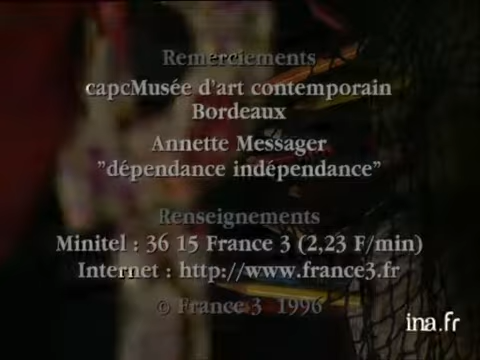 Remerciements
capcMusée d'art contemporain
Bordeaux
Annette Messager
"dépendance indépendance"
Renseignements
Minitel : 36 15 France 3 (2,23 F/min)
Internet : http://www.france3.fr
© France 3 1996
ina.fr